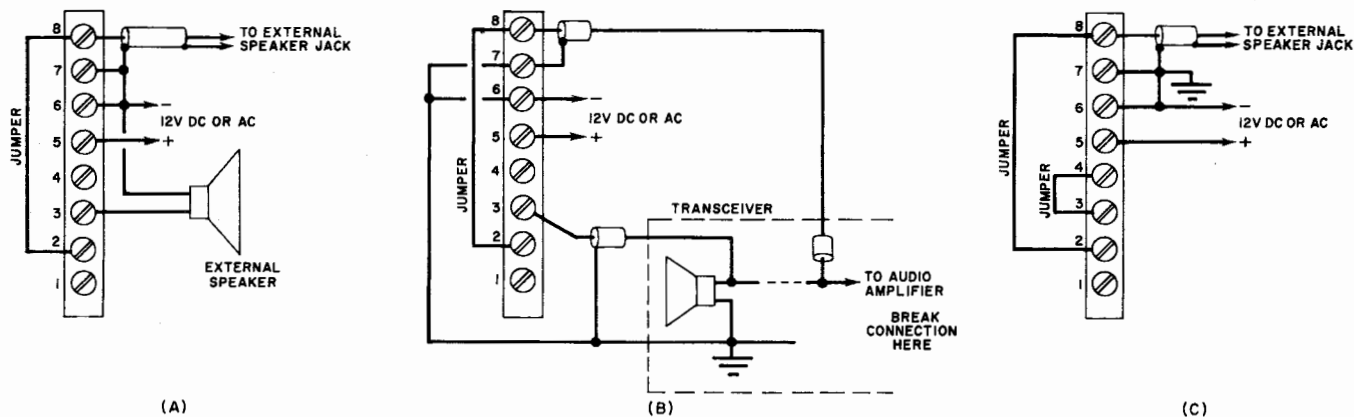 8
7
6
5
4
3
2
1
JUMPER
TO EXTERNAL
SPEAKER JACK
−
12V DC OR AC
+
EXTERNAL
SPEAKER
(A)
8
7
6
5
4
3
2
1
JUMPER
−
12V DC OR AC
+
TRANSCEIVER
TO AUDIO
AMPLIFIER
BREAK
CONNECTION
HERE
(B)
8
7
6
5
4
3
2
1
JUMPER
JUMPER
TO EXTERNAL
SPEAKER JACK
−
12V DC OR AC
+
(C)